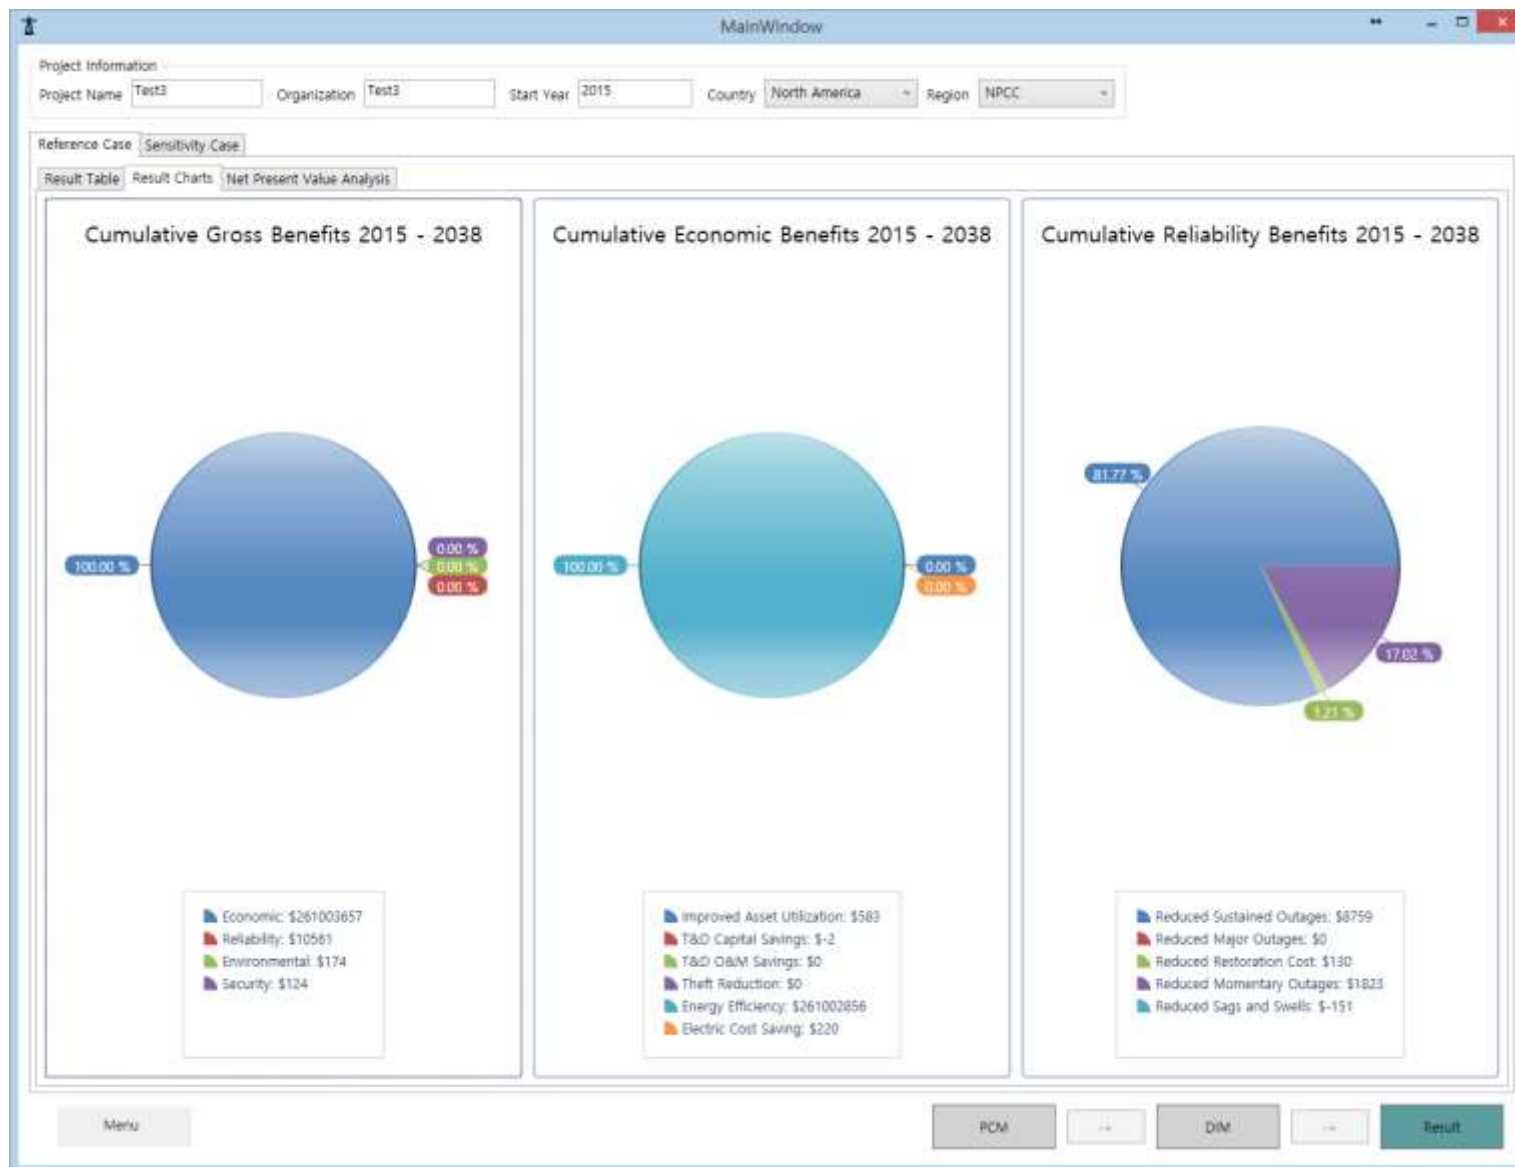 MainWindow
Project Information
Project Name Test3 Organization Test3 Start Year 2015 Country North America Region NPCC
Reference Case Sensitivity Case
Result Table Result Charts Net Present Value Analysis
Cumulative Gross Benefits 2015 - 2038
100.00 %
0.00 %
0.00 %
0.00 %
Economic: $261003657
Reliability: $10561
Environmental: $174
Security: $124
Cumulative Economic Benefits 2015 - 2038
100.00 %
0.00 %
0.00 %
Improved Asset Utilization: $583
T&D Capital Savings: $-2
T&D O&M Savings: $0
Theft Reduction: $0
Energy Efficiency: $261002856
Electric Cost Saving: $220
Cumulative Reliability Benefits 2015 - 2038
81.77 %
17.02 %
1.21 %
Reduced Sustained Outages: $8759
Reduced Major Outages: $0
Reduced Restoration Cost: $130
Reduced Momentary Outages: $1823
Reduced Sags and Swells: $-151
Menu PCM → DIM → Result